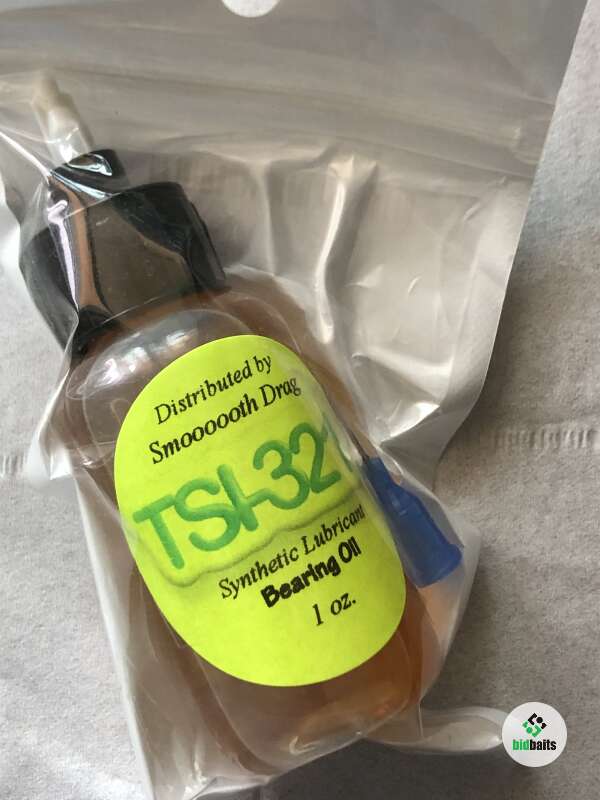 Distributed by
Smoooooth Drag
TSI-321
Synthetic Lubricant
Bearing Oil
1 oz.
bidbaits